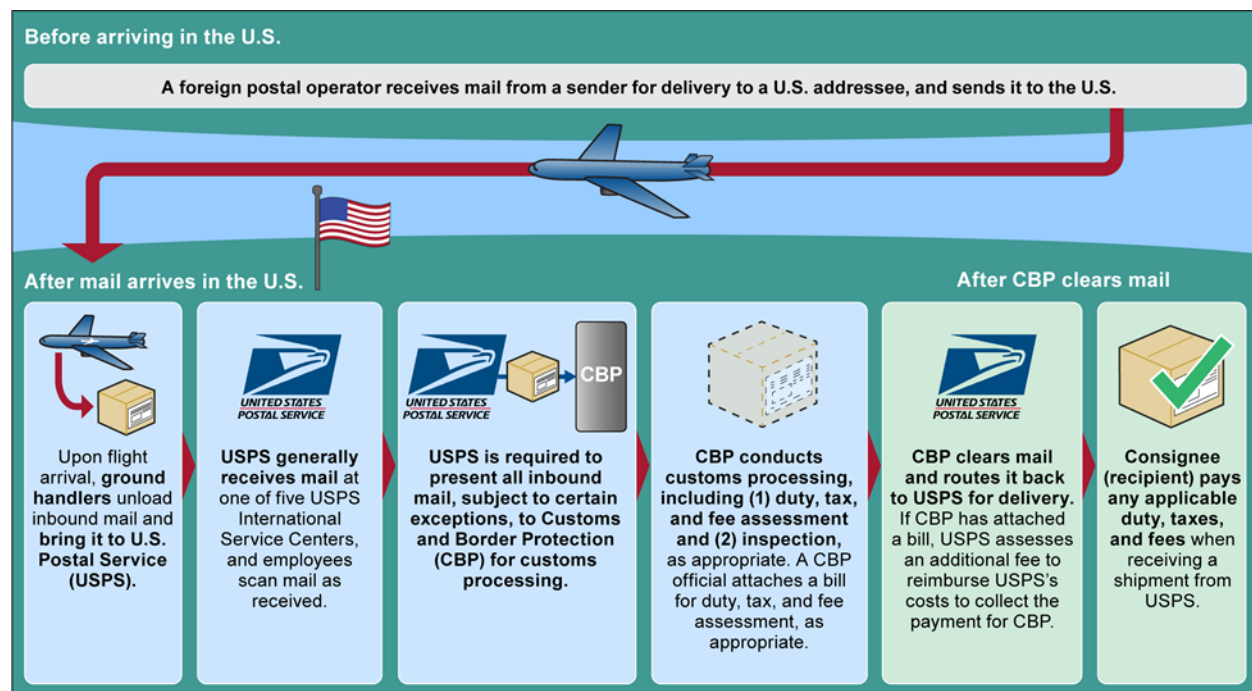 Before arriving in the U.S.
A foreign postal operator receives mail from a sender for delivery to a U.S. addressee, and sends it to the U.S.
After mail arrives in the U.S.
After CBP clears mail
Upon flight
arrival, ground
handlers unload
inbound mail and
bring it to U.S.
Postal Service
(USPS).
UNITED STATES
POSTAL SERVICE
USPS generally
receives mail at
one of five USPS
International
Service Centers,
and employees
scan mail as
received.
UNITED STATES
POSTAL SERVICE
CBP
USPS is required to
present all inbound
mail, subject to certain
exceptions, to Customs
and Border Protection
(CBP) for customs
processing.
CBP conducts
customs processing,
including (1) duty, tax,
and fee assessment
and (2) inspection,
as appropriate. A CBP
official attaches a bill
for duty, tax, and fee
assessment, as
appropriate.
UNITED STATES
POSTAL SERVICE
CBP clears mail
and routes it back
to USPS for delivery.
If CBP has attached
a bill, USPS assesses
an additional fee to
reimburse USPS's
costs to collect the
payment for CBP.
Consignee
(recipient) pays
any applicable
duty, taxes,
and fees when
receiving a
shipment from
USPS.